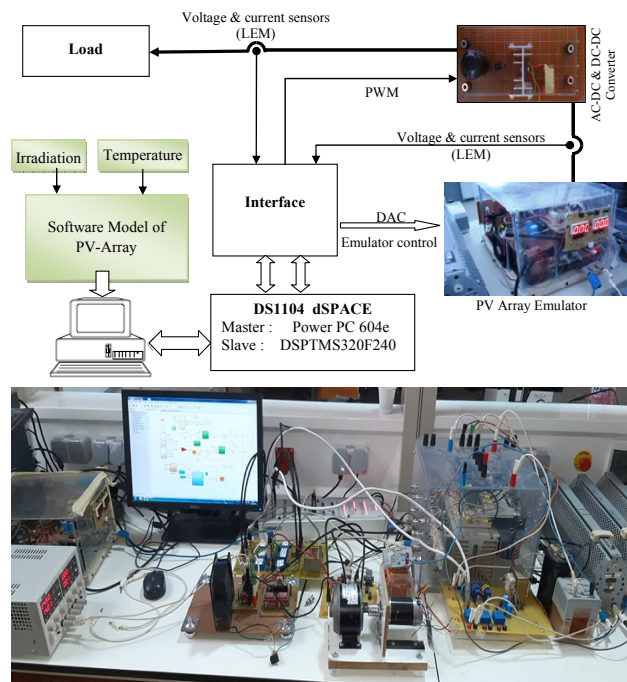 Voltage & current sensors
(LEM)
Load
PWM
AC-DC & DC-DC
Converter
Voltage & current sensors
(LEM)
Irradiation
Temperature
Interface
Software Model of
PV-Array
DAC
Emulator control
PV Array Emulator
DS1104 dSPACE
Master : Power PC 604e
Slave : DSPTMS320F240